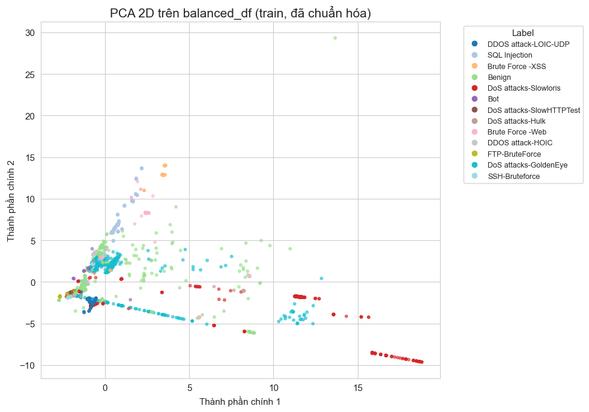 PCA 2D trên balanced_df (train, đã chuẩn hóa)
Thành phần chính 2
30
25
20
15
10
5
0
−5
−10
0
5
10
15
Thành phần chính 1
Label
DDOS attack-LOIC-UDP
SQL Injection
Brute Force -XSS
Benign
DoS attacks-Slowloris
Bot
DoS attacks-SlowHTTPTest
DoS attacks-Hulk
Brute Force -Web
DDOS attack-HOIC
FTP-BruteForce
DoS attacks-GoldenEye
SSH-Bruteforce